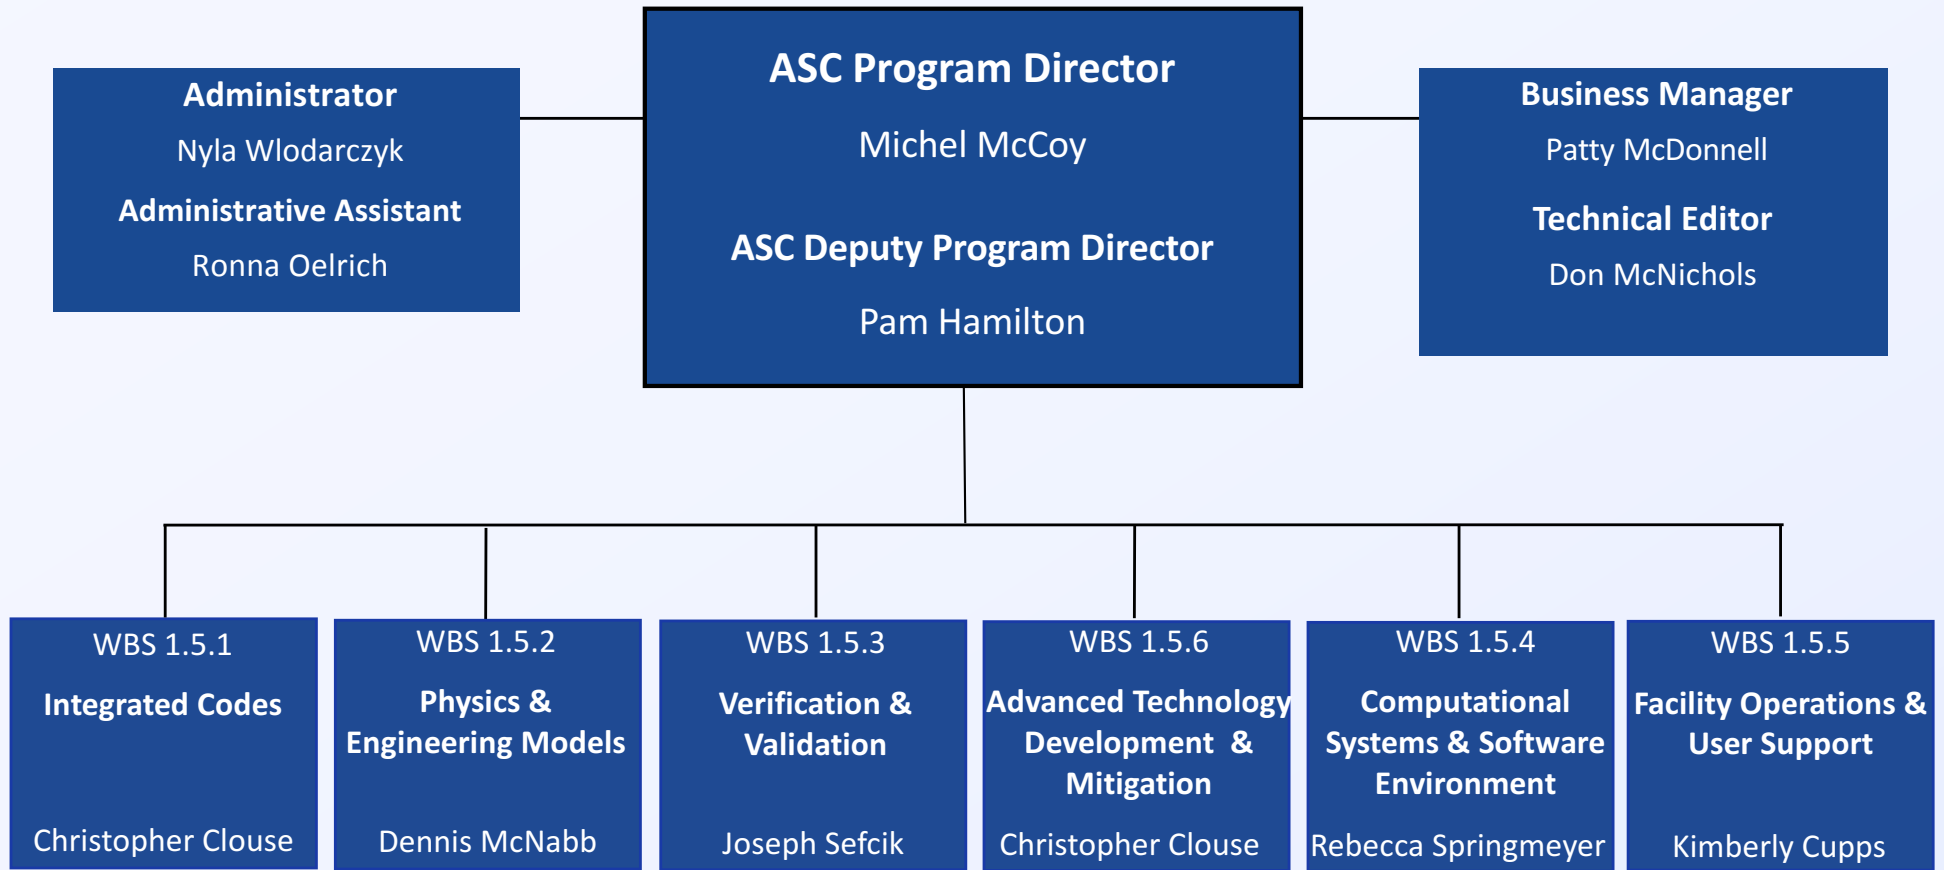 ASC Program Director
Michel McCoy
ASC Deputy Program Director
Pam Hamilton
Administrator
Nyla Wlodarczyk
Administrative Assistant
Ronna Oelrich
Business Manager
Patty McDonnell
Technical Editor
Don McNichols
WBS 1.5.1
Integrated Codes
Christopher Clouse
WBS 1.5.2
Physics &
Engineering Models
Dennis McNabb
WBS 1.5.3
Verification &
Validation
Joseph Sefcik
WBS 1.5.6
Advanced Technology
Development &
Mitigation
Christopher Clouse
WBS 1.5.4
Computational
Systems & Software
Environment
Rebecca Springmeyer
WBS 1.5.5
Facility Operations &
User Support
Kimberly Cupps